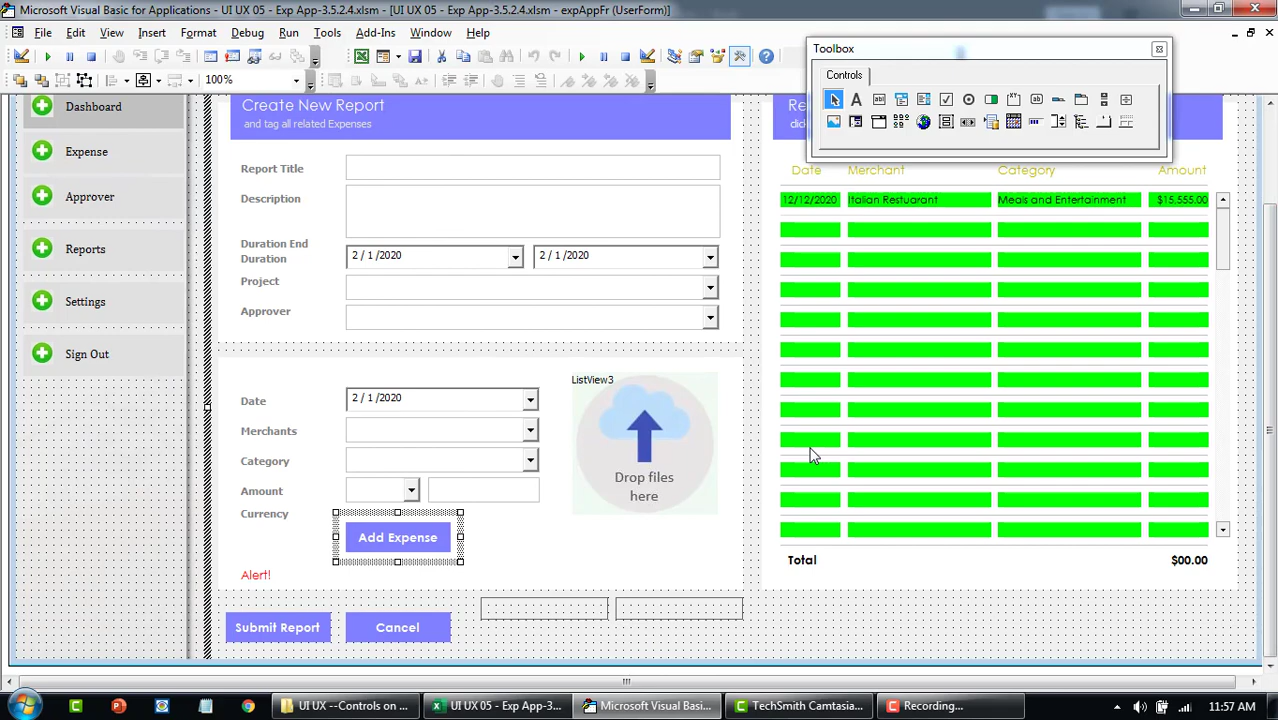 Microsoft Visual Basic for Applications - UI UX 05 - Exp App-3.5.2.4.xlsm - [UI UX 05 - Exp App-3.5.2.4.xlsm - expAppFr (UserForm)]
File Edit View Insert Format Debug Run Tools Add-Ins Window Help
100%
Toolbox
Controls
Dashboard
Expense
Approver
Reports
Settings
Sign Out
Create New Report
and tag all related Expenses
Report Title
Description
Duration End
Duration
2 / 1 /2020 2 / 1 /2020
Project
Approver
Date 2 / 1 /2020
Merchants
Category
Amount
Currency
Add Expense
Alert!
Submit Report Cancel
ListView3
Drop files
here
Date Merchant Category Amount
12/12/2020 Italian Restuarant Meals and Entertainment $15,555.00
Total $00.00
UI UX --Controls on ... UI UX 05 - Exp App-3... Microsoft Visual Basi... TechSmith Camtasia... Recording... 11:57 AM